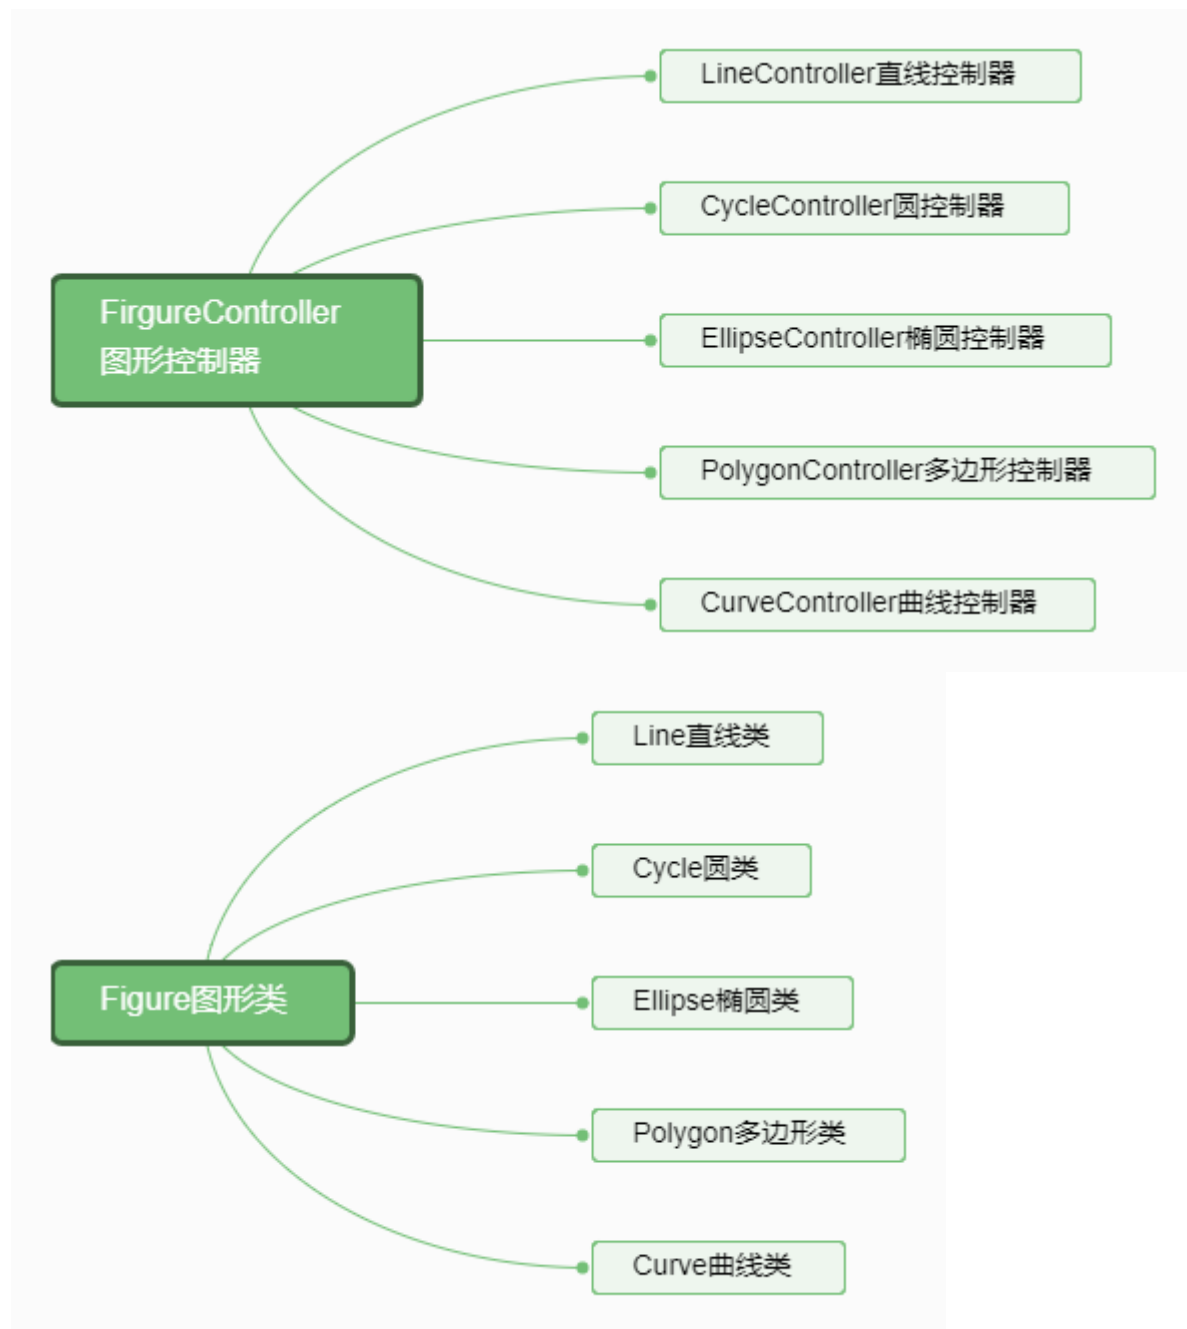 LineController直线控制器
CycleController圆控制器
FirgureController
图形控制器
EllipseController椭圆控制器
PolygonController多边形控制器
CurveController曲线控制器
Line直线类
Cycle圆类
Figure图形类
Ellipse椭圆类
Polygon多边形类
Curve曲线类